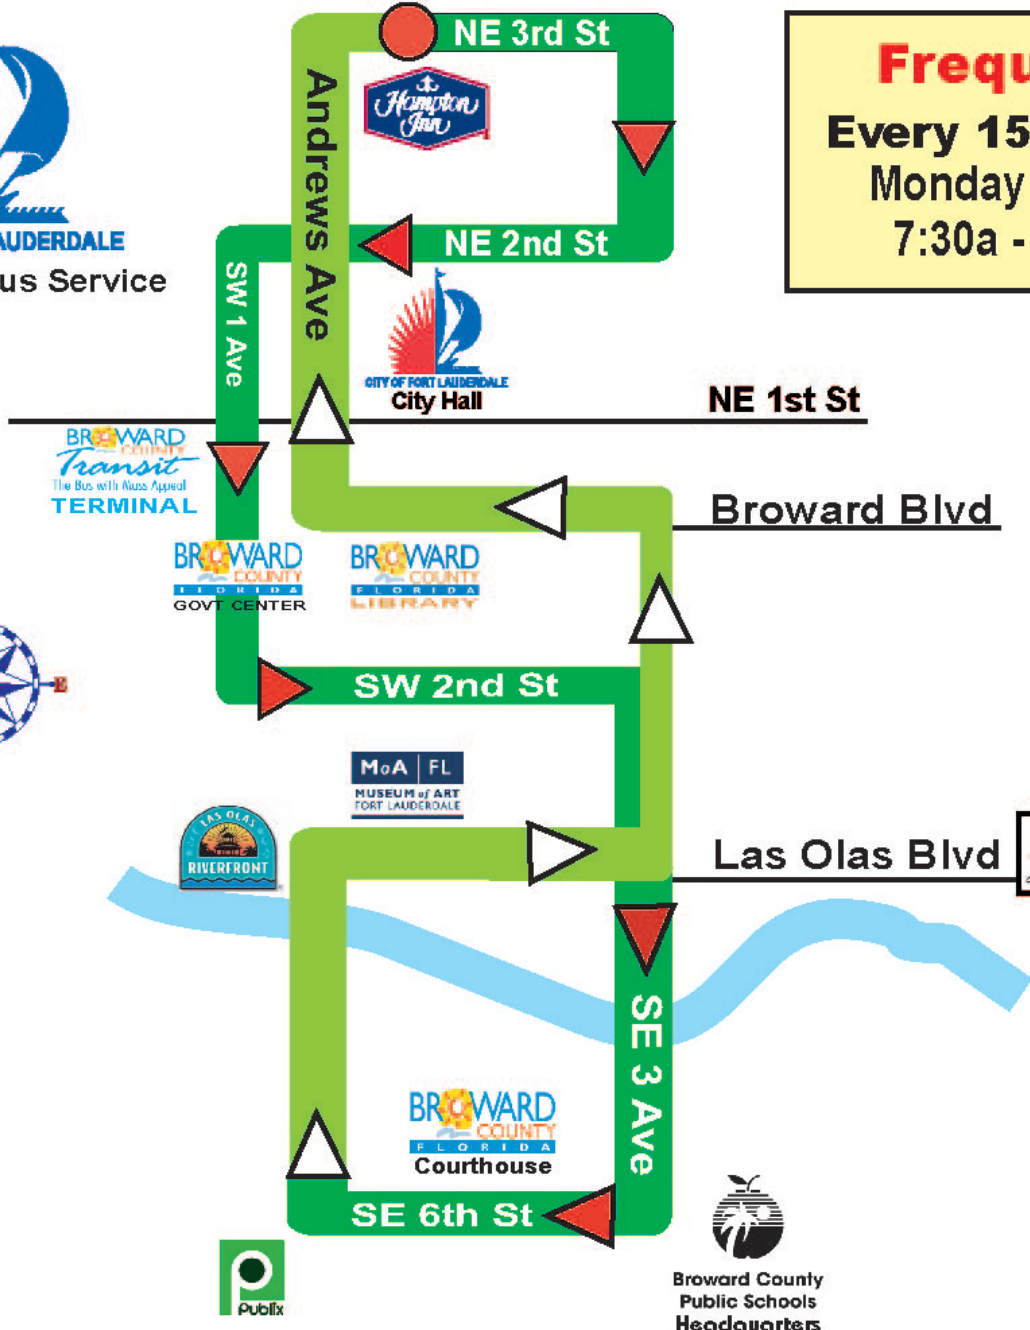 NE 3rd St
Frequ
Every 15
Monday
7:30a -
Hampton
Inn
Andrews Ave
AUDERDALE
us Service
NE 2nd St
SW 1 Ave
CITY OF FORT LAUDERDALE
City Hall
NE 1st St
BROWARD
COUNTY
Transit
The Bus with Mass Appeal
TERMINAL
Broward Blvd
BROWARD
COUNTY
FLORIDA
GOVT CENTER
BROWARD
COUNTY
FLORIDA
LIBRARY
E
SW 2nd St
MoA FL
MUSEUM of ART
FORT LAUDERDALE
LAS OLAS
RIVERFRONT
Las Olas Blvd
SE 3 Ave
BROWARD
COUNTY
FLORIDA
Courthouse
SE 6th St
Publix
Broward County
Public Schools
Headquarters